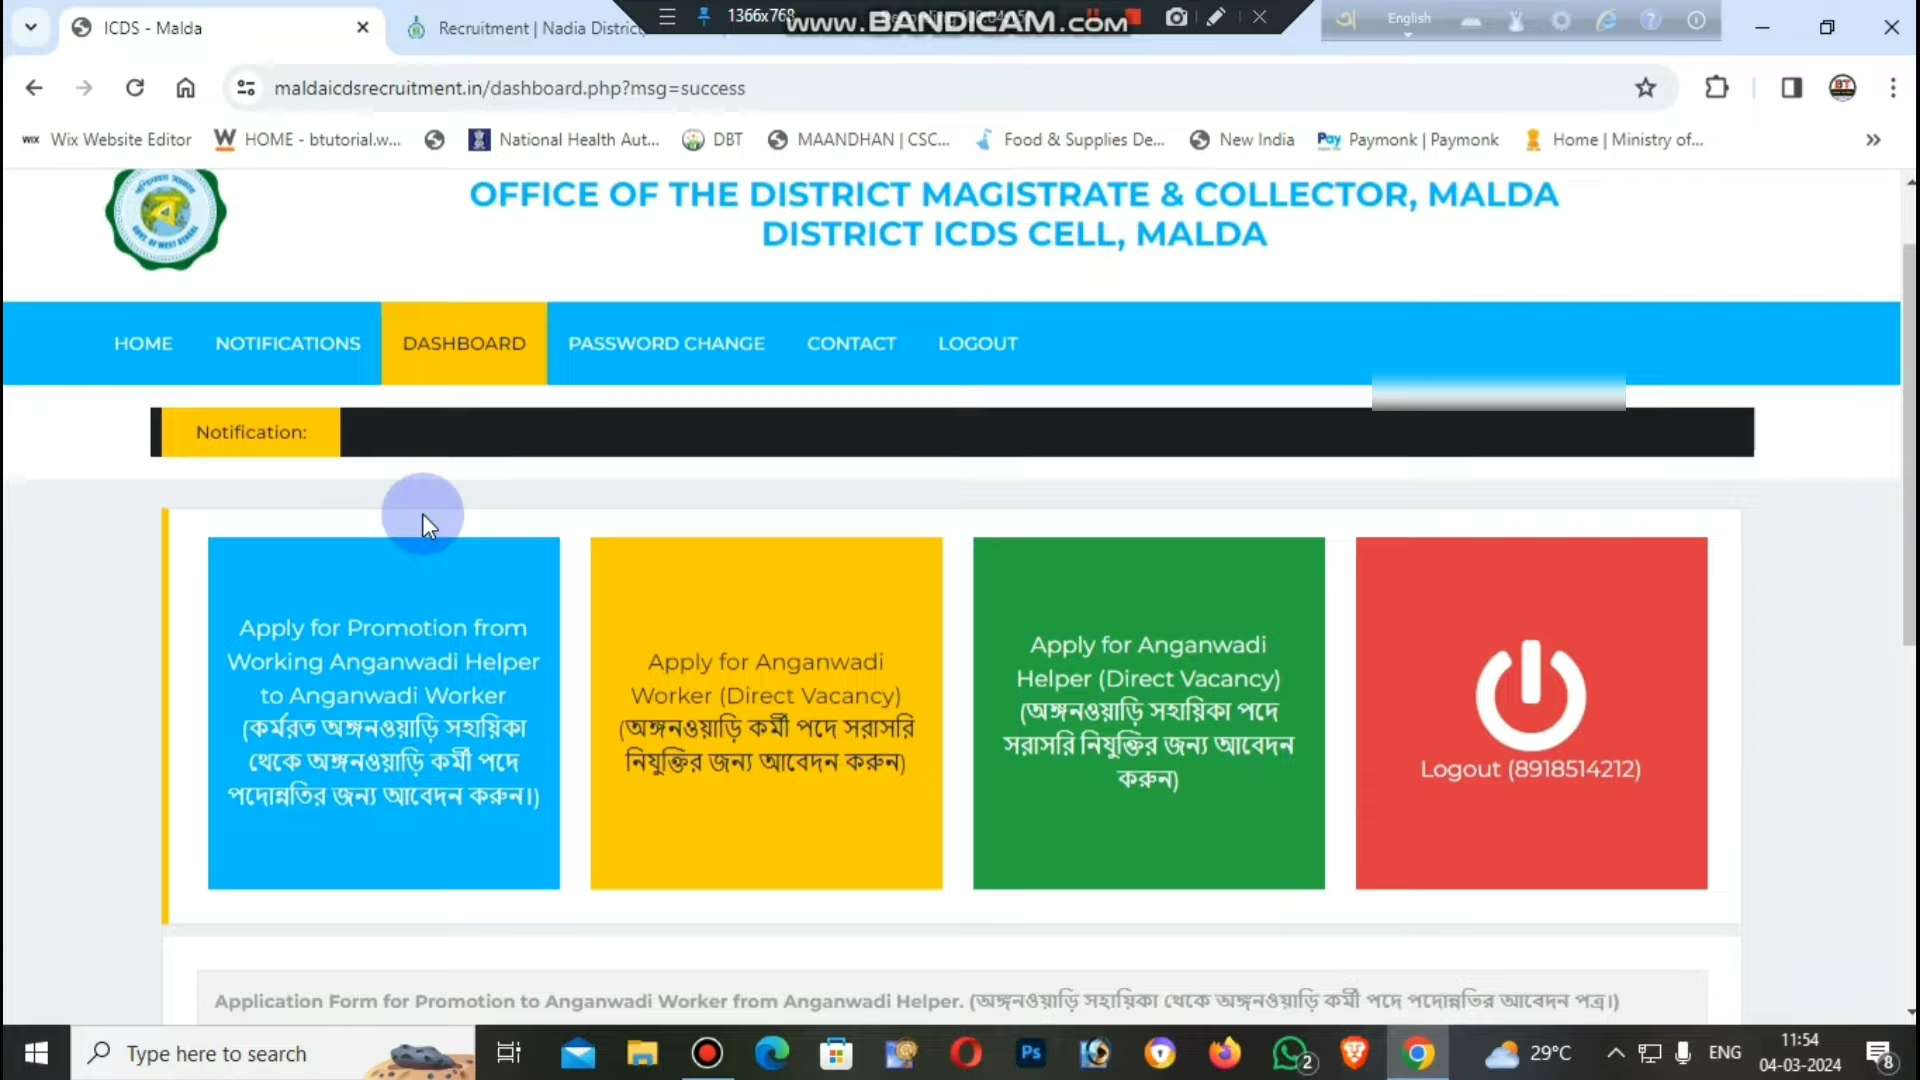 ICDS - Malda
Recruitment | Nadia District,
1366x768
www.BANDICAM.com
English
maldaicdsrecruitment.in/dashboard.php?msg=success
WIX Wix Website Editor
HOME - btutorial.w...
National Health Aut...
DBT
MAANDHAN | CSC...
Food & Supplies De...
New India
Pay Paymonk | Paymonk
Home | Ministry of...
OFFICE OF THE DISTRICT MAGISTRATE & COLLECTOR, MALDA
DISTRICT ICDS CELL, MALDA
HOME NOTIFICATIONS DASHBOARD PASSWORD CHANGE CONTACT LOGOUT
Notification:
Apply for Promotion from
Working Anganwadi Helper
to Anganwadi Worker
(কর্মরত অঙ্গনওয়াড়ি সহায়িকা
থেকে অঙ্গনওয়াড়ি কর্মী পদে
পদোন্নতির জন্য আবেদন করুন।)
Apply for Anganwadi
Worker (Direct Vacancy)
(অঙ্গনওয়াড়ি কর্মী পদে সরাসরি
নিযুক্তির জন্য আবেদন করুন)
Apply for Anganwadi
Helper (Direct Vacancy)
(অঙ্গনওয়াড়ি সহায়িকা পদে
সরাসরি নিযুক্তির জন্য আবেদন
করুন)
Logout (8918514212)
Application Form for Promotion to Anganwadi Worker from Anganwadi Helper. (অঙ্গনওয়াড়ি সহায়িকা থেকে অঙ্গনওয়াড়ি কর্মী পদে পদোন্নতির আবেদন পত্র।)
Type here to search
Ps
2
29°C
ENG
11:54
04-03-2024
8